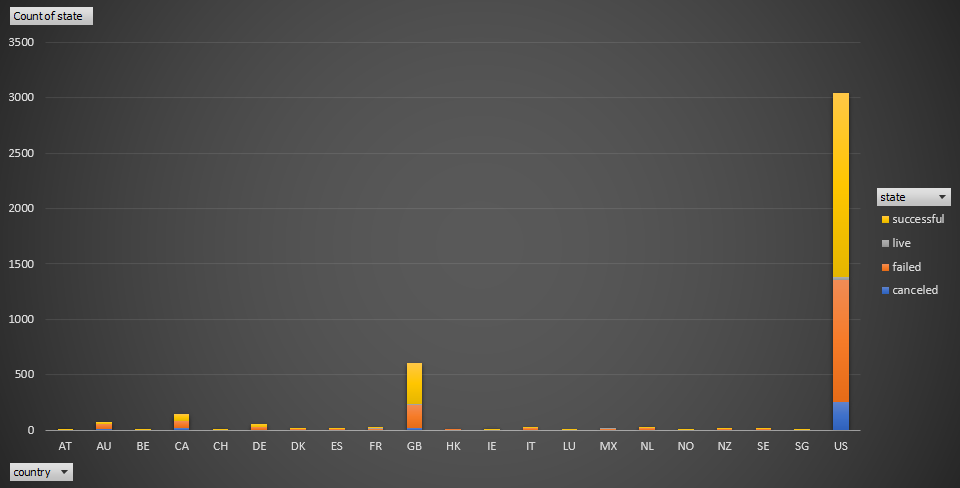 Count of state
3500
3000
2500
2000
1500
1000
500
0
AT AU BE CA CH DE DK ES FR GB HK IE IT LU MX NL NO NZ SE SG US
state
successful
live
failed
canceled
country